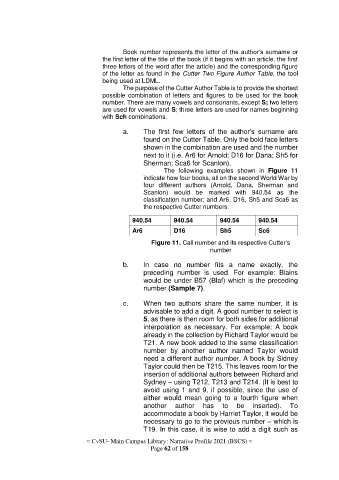 Book number represents the letter of the author's surname or
the first letter of the title of the book (if it begins with an article, the first
three letters of the word after the article) and the corresponding figure
of the letter as found in the Cutter Two Figure Author Table, the tool
being used at LDML.
The purpose of the Cutter Author Table is to provide the shortest
possible combination of letters and figures to be used for the book
number. There are many vowels and consonants, except S; two letters
are used for vowels and S; three letters are used for names beginning
with Sch combinations.
a. The first few letters of the author's surname are
found on the Cutter Table. Only the bold face letters
shown in the combination are used and the number
next to it (i.e. Ar6 for Arnold; D16 for Dana; Sh5 for
Sherman; Sca6 for Scanlon).
The following examples shown in Figure 11
indicate how four books, all on the second World War by
four different authors (Arnold, Dana, Sherman and
Scanlon) would be marked with 940.54 as the
classification number; and Ar6, D16, Sh5 and Sca6 as
the respective Cutter numbers.
940.54 940.54 940.54 940.54
Ar6 D16 Sh5 Sc6
Figure 11. Call number and its respective Cutter's
number
b. In case no number fits a name exactly, the
preceding number is used. For example: Blains
would be under B57 (Blaf) which is the preceding
number (Sample 7).
c. When two authors share the same number, it is
advisable to add a digit. A good number to select is
5, as there is then room for both sides for additional
interpolation as necessary. For example: A book
already in the collection by Richard Taylor would be
T21. A new book added to the same classification
number by another author named Taylor would
need a different author number. A book by Sidney
Taylor could then be T215. This leaves room for the
insertion of additional authors between Richard and
Sydney – using T212, T213 and T214. (It is best to
avoid using 1 and 9, if possible, since the use of
either would mean going to a fourth figure when
another author has to be inserted). To
accommodate a book by Harriet Taylor, it would be
necessary to go to the previous number – which is
T19. In this case, it is wise to add a digit such as
≈ CvSU- Main Campus Library: Narrative Profile 2021 (BSCS) ≈
Page 62 of 158